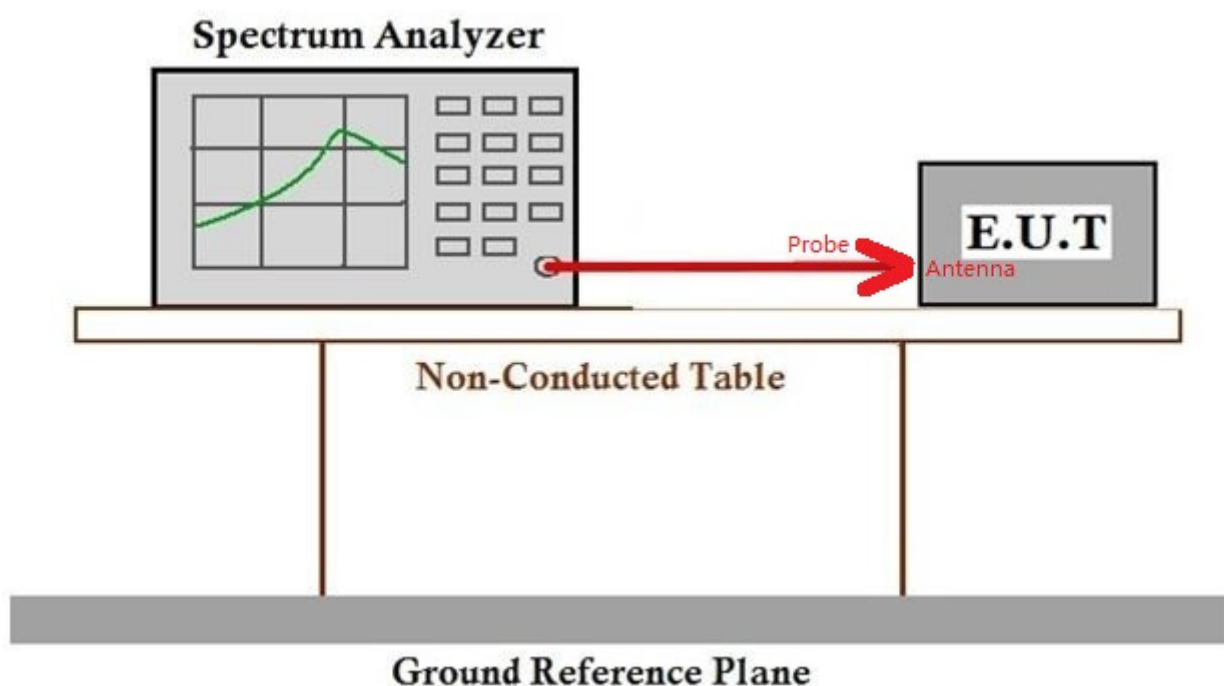 Spectrum Analyzer
E.U.T
Probe
Antenna
Non-Conducted Table
Ground Reference Plane